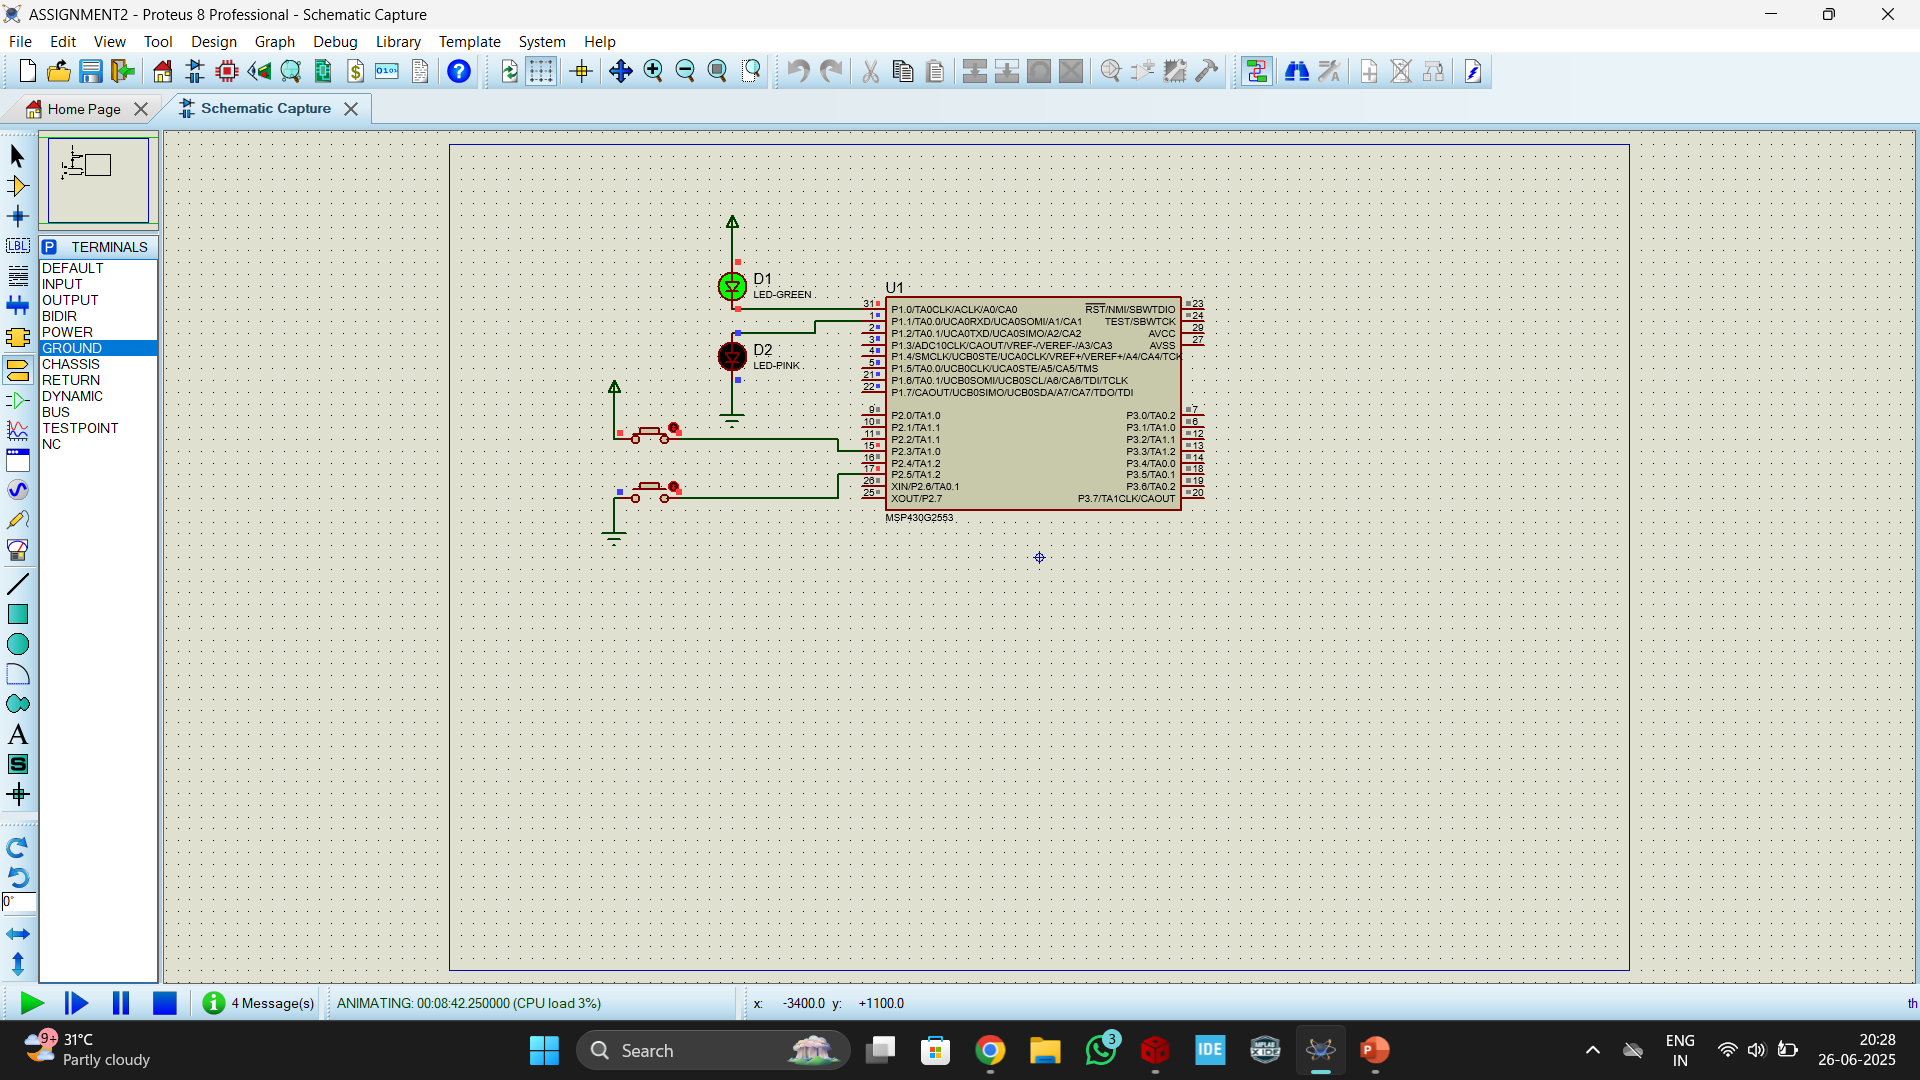 ASSIGNMENT2 - Proteus 8 Professional - Schematic Capture
File Edit View Tool Design Graph Debug Library Template System Help
Home Page Schematic Capture
P TERMINALS
DEFAULT
INPUT
OUTPUT
BIDIR
POWER
GROUND
CHASSIS
RETURN
DYNAMIC
BUS
TESTPOINT
NC
LBL
A
S
0°
D1
LED-GREEN
D2
LED-PINK
U1
31 P1.0/TA0CLK/ACLK/A0/CA0
1 P1.1/TA0.0/UCA0RXD/UCA0SOMI/A1/CA1
2 P1.2/TA0.1/UCA0TXD/UCA0SIMO/A2/CA2
3 P1.3/ADC10CLK/CAOUT/VREF-/VEREF-/A3/CA3
4 P1.4/SMCLK/UCB0STE/UCA0CLK/VREF+/VEREF+/A4/CA4/TCK
5 P1.5/TA0.0/UCB0CLK/UCA0STE/A5/CA5/TMS
21 P1.6/TA0.1/UCB0SOMI/UCB0SCL/A6/CA6/TDI/TCLK
22 P1.7/CAOUT/UCB0SIMO/UCB0SDA/A7/CA7/TDO/TDI
9 P2.0/TA1.0
10 P2.1/TA1.1
11 P2.2/TA1.1
15 P2.3/TA1.0
16 P2.4/TA1.2
17 P2.5/TA1.2
26 XIN/P2.6/TA0.1
25 XOUT/P2.7
RST/NMI/SBWTDIO 23
TEST/SBWTCK 24
AVCC 29
AVSS 27
P3.0/TA0.2 7
P3.1/TA1.0 6
P3.2/TA1.1 12
P3.3/TA1.2 13
P3.4/TA0.0 14
P3.5/TA0.1 18
P3.6/TA0.2 19
P3.7/TA1CLK/CAOUT 20
MSP430G2553
4 Message(s) ANIMATING: 00:08:42.250000 (CPU load 3%) x: -3400.0 y: +1100.0 th
9+ 31°C
Partly cloudy
Search
3
IDE
MPLAB
X IDE
ENG
IN
20:28
26-06-2025